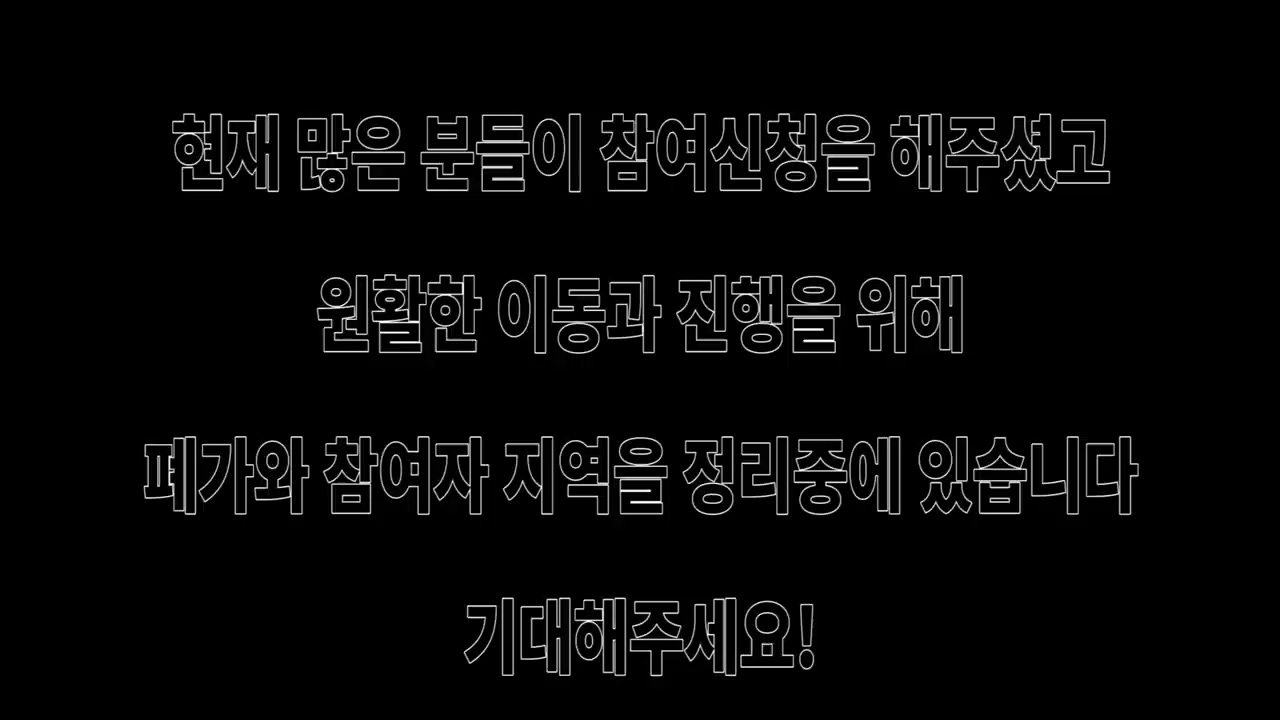 현재 많은 분들이 참여신청을 해주셨고
원활한 이동과 진행을 위해
폐가와 참여자 지역을 정리중에 있습니다
기대해주세요!